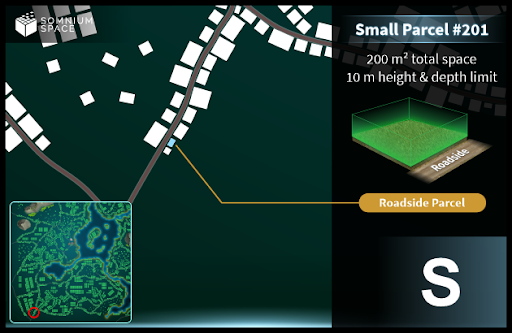 SOMNIUM
SPACE
Small Parcel #201
200 m² total space
10 m height & depth limit
Roadside
Roadside Parcel
S